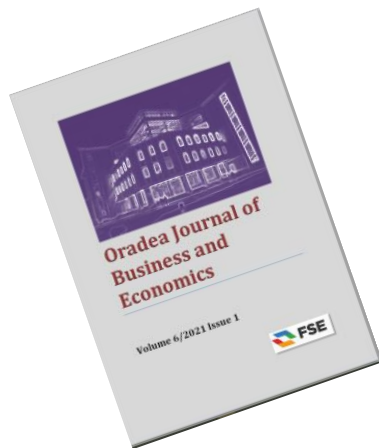 Oradea Journal of
Business and
Economics
Volume 6/2021 Issue 1
FSE